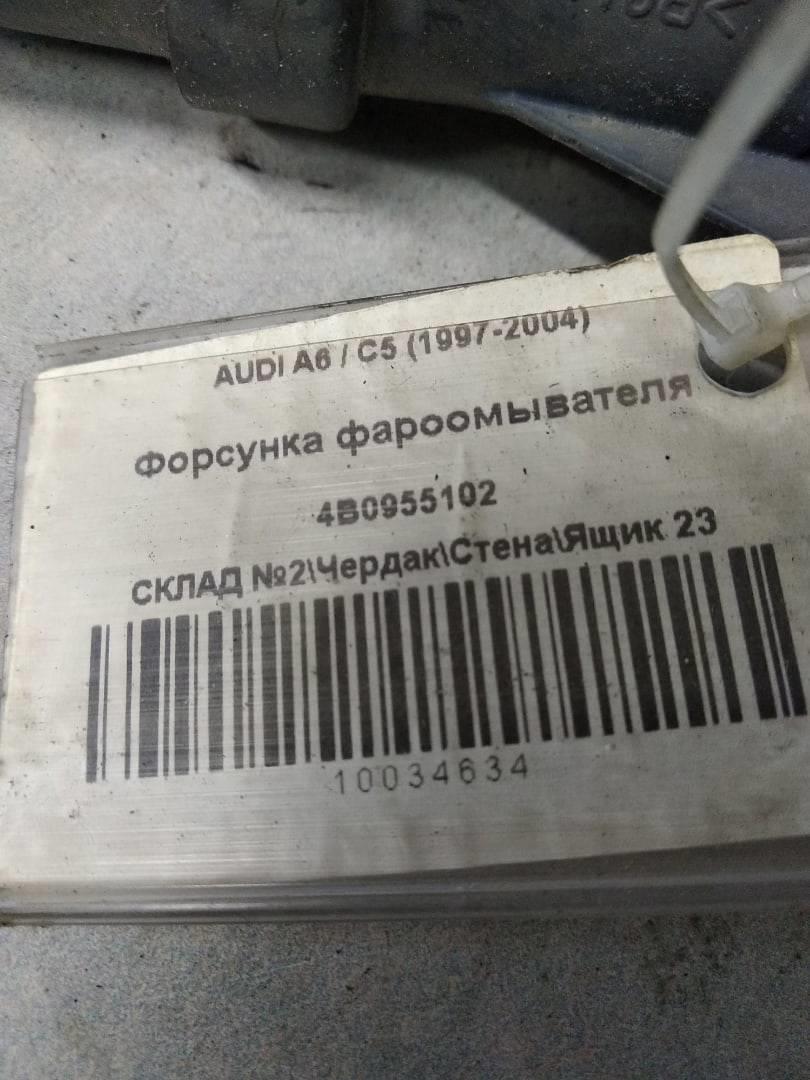 AUDI A6 / C5 (1997-2004)
Форсунка фароомывателя
4B0955102
СКЛАД №2\Чердак\Стена\Ящик 23
10034634